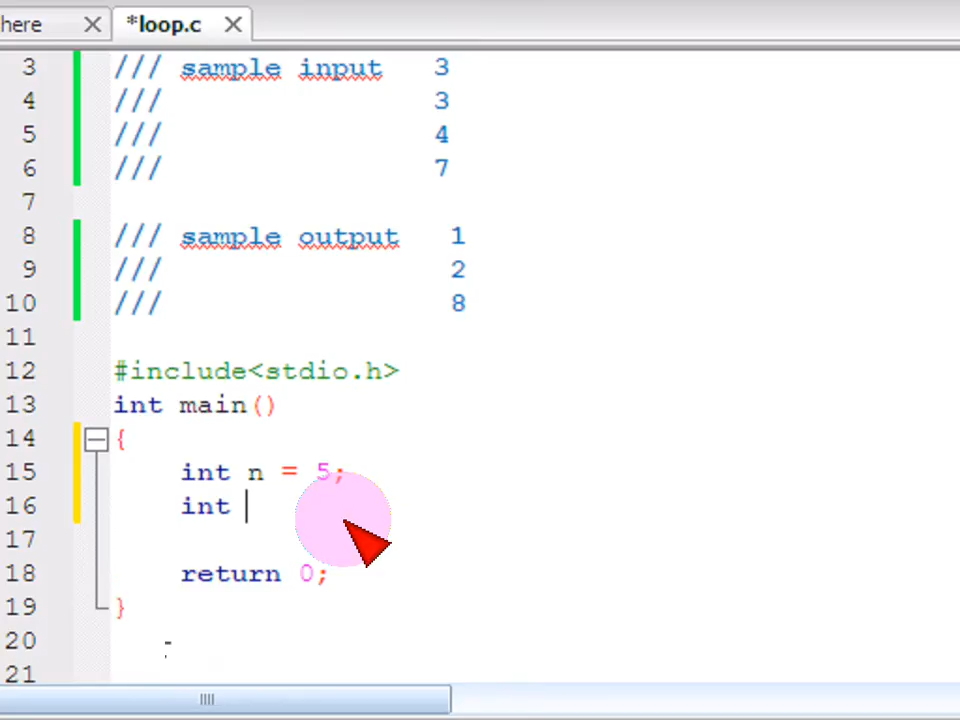 here *loop.c
3 /// sample input 3
4 /// 3
5 /// 4
6 /// 7
7
8 /// sample output 1
9 /// 2
10 /// 8
11
12 #include<stdio.h>
13 int main()
14 {
15 int n = 5;
16 int
17
18 return 0;
19 }
20
21